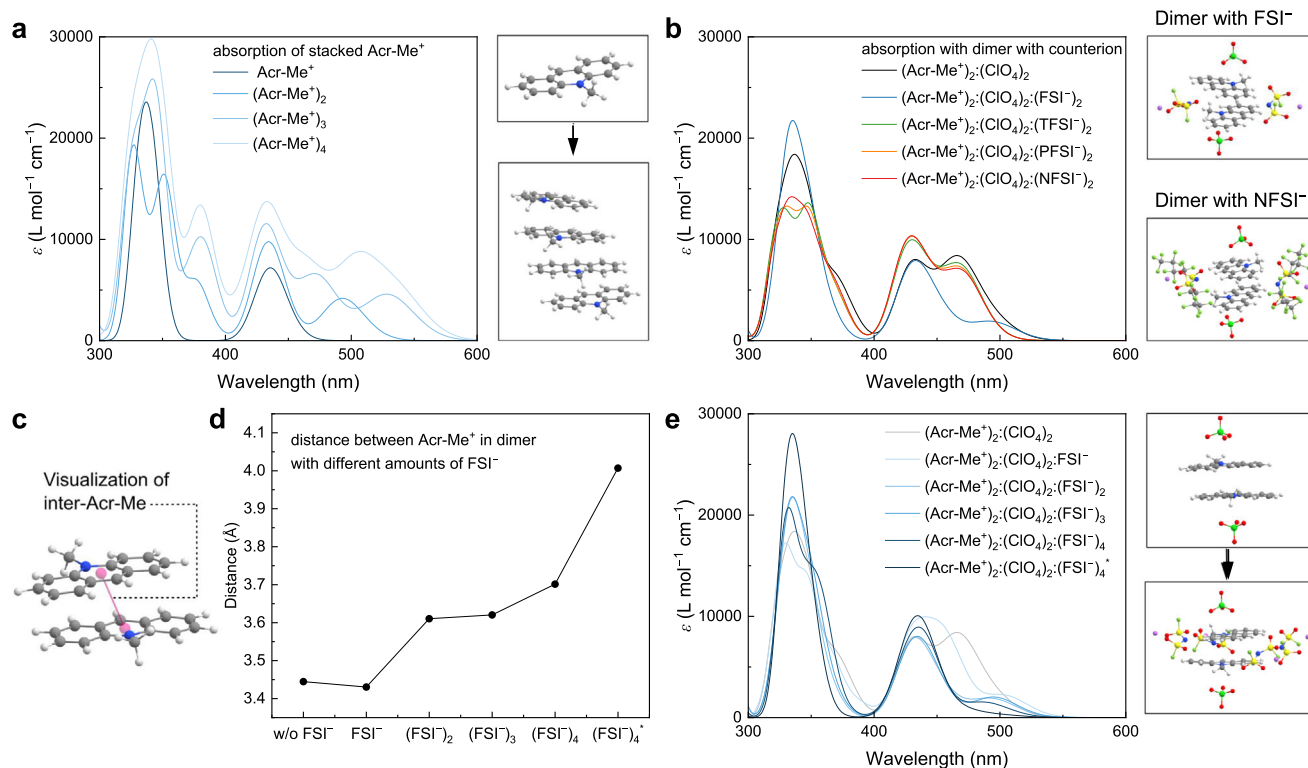 a
absorption of stacked Acr-Me⁺
Acr-Me⁺
(Acr-Me⁺)₂
(Acr-Me⁺)₃
(Acr-Me⁺)₄
30000
20000
10000
0
ε (L mol⁻¹ cm⁻¹)
300 400 500 600
Wavelength (nm)
b
absorption with dimer with counterion
(Acr-Me⁺)₂:(ClO₄)₂
(Acr-Me⁺)₂:(ClO₄)₂:(FSI⁻)₂
(Acr-Me⁺)₂:(ClO₄)₂:(TFSI⁻)₂
(Acr-Me⁺)₂:(ClO₄)₂:(PFSI⁻)₂
(Acr-Me⁺)₂:(ClO₄)₂:(NFSI⁻)₂
30000
20000
10000
0
ε (L mol⁻¹ cm⁻¹)
300 400 500 600
Wavelength (nm)
Dimer with FSI⁻
Dimer with NFSI⁻
c
Visualization of
inter-Acr-Me
d
distance between Acr-Me⁺ in dimer
with different amounts of FSI⁻
4.1
4.0
3.9
3.8
3.7
3.6
3.5
3.4
Distance (Å)
w/o FSI⁻ FSI⁻ (FSI⁻)₂ (FSI⁻)₃ (FSI⁻)₄ (FSI⁻)₄*
e
(Acr-Me⁺)₂:(ClO₄)₂
(Acr-Me⁺)₂:(ClO₄)₂:FSI⁻
(Acr-Me⁺)₂:(ClO₄)₂:(FSI⁻)₂
(Acr-Me⁺)₂:(ClO₄)₂:(FSI⁻)₃
(Acr-Me⁺)₂:(ClO₄)₂:(FSI⁻)₄
(Acr-Me⁺)₂:(ClO₄)₂:(FSI⁻)₄*
30000
20000
10000
0
ε (L mol⁻¹ cm⁻¹)
300 400 500 600
Wavelength (nm)